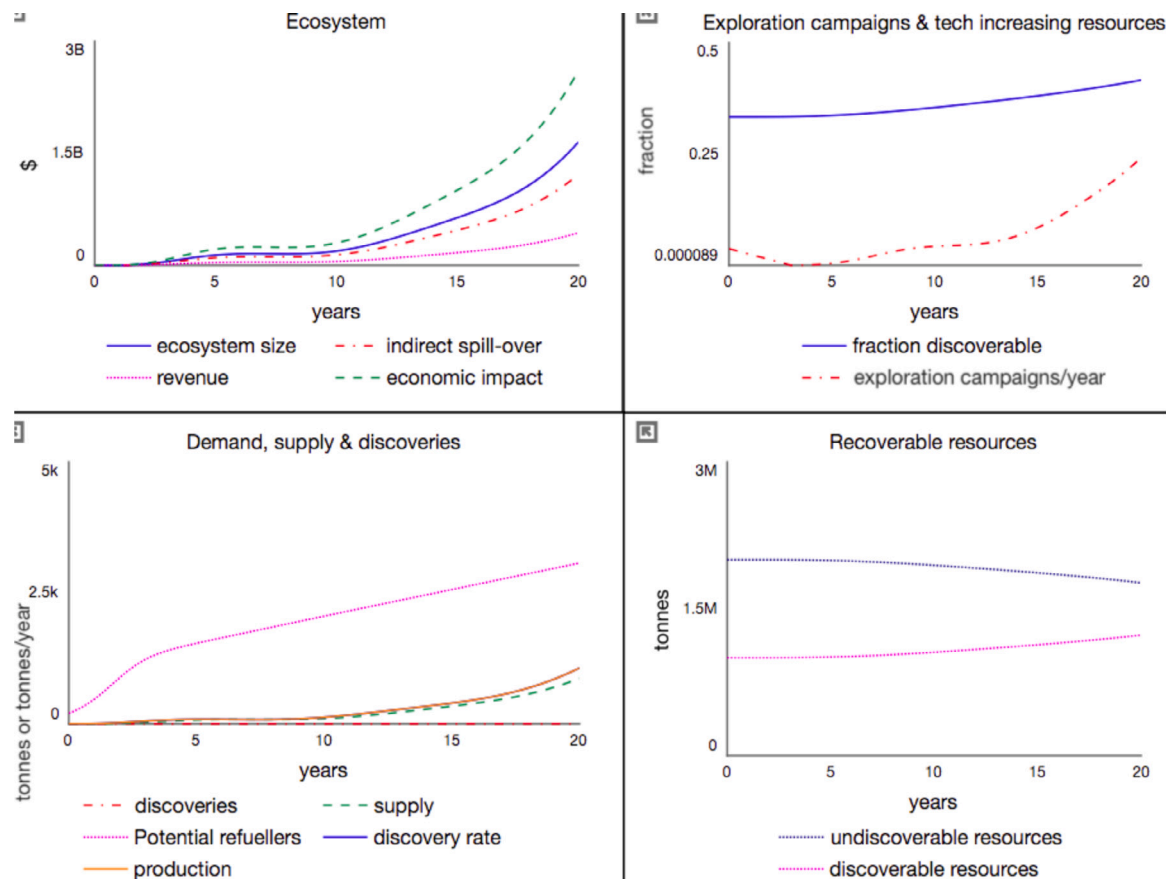 Ecosystem
3B
1.5B
0
$
0 5 10 15 20
years
ecosystem size indirect spill-over
revenue economic impact
Exploration campaigns & tech increasing resources
0.5
0.25
0.000089
fraction
0 5 10 15 20
years
fraction discoverable
exploration campaigns/year
Demand, supply & discoveries
5k
2.5k
0
tonnes or tonnes/year
0 5 10 15 20
years
discoveries supply
Potential refuellers discovery rate
production
Recoverable resources
3M
1.5M
0
tonnes
0 5 10 15 20
years
undiscoverable resources
discoverable resources